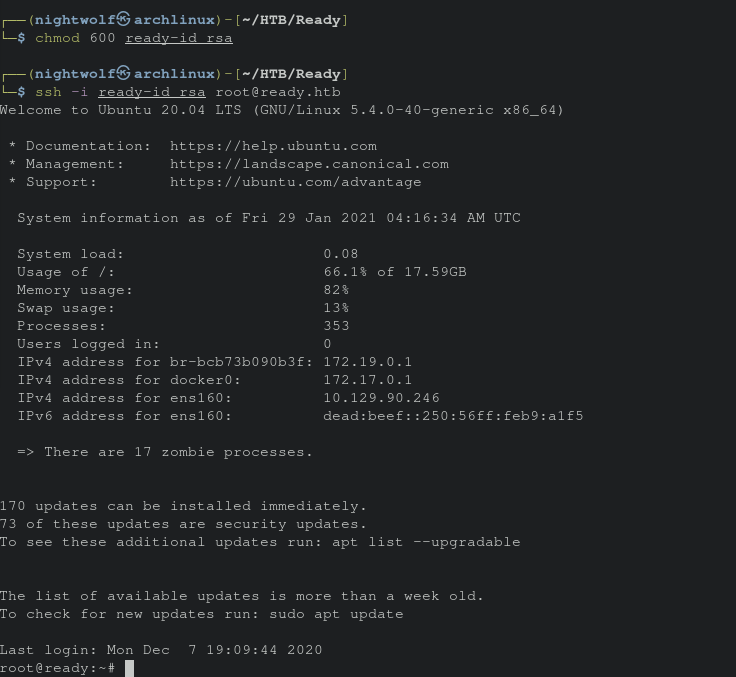 ┌──(nightwolf㉿archlinux)-[~/HTB/Ready]
└─$ chmod 600 ready-id_rsa
┌──(nightwolf㉿archlinux)-[~/HTB/Ready]
└─$ ssh -i ready-id_rsa root@ready.htb
Welcome to Ubuntu 20.04 LTS (GNU/Linux 5.4.0-40-generic x86_64)
* Documentation:  https://help.ubuntu.com
* Management:     https://landscape.canonical.com
* Support:        https://ubuntu.com/advantage
System information as of Fri 29 Jan 2021 04:16:34 AM UTC
System load:                      0.08
Usage of /:                       66.1% of 17.59GB
Memory usage:                     82%
Swap usage:                       13%
Processes:                        353
Users logged in:                  0
IPv4 address for br-bcb73b090b3f: 172.19.0.1
IPv4 address for docker0:         172.17.0.1
IPv4 address for ens160:          10.129.90.246
IPv6 address for ens160:          dead:beef::250:56ff:feb9:a1f5
=> There are 17 zombie processes.
170 updates can be installed immediately.
73 of these updates are security updates.
To see these additional updates run: apt list --upgradable
The list of available updates is more than a week old.
To check for new updates run: sudo apt update
Last login: Mon Dec  7 19:09:44 2020
root@ready:~#